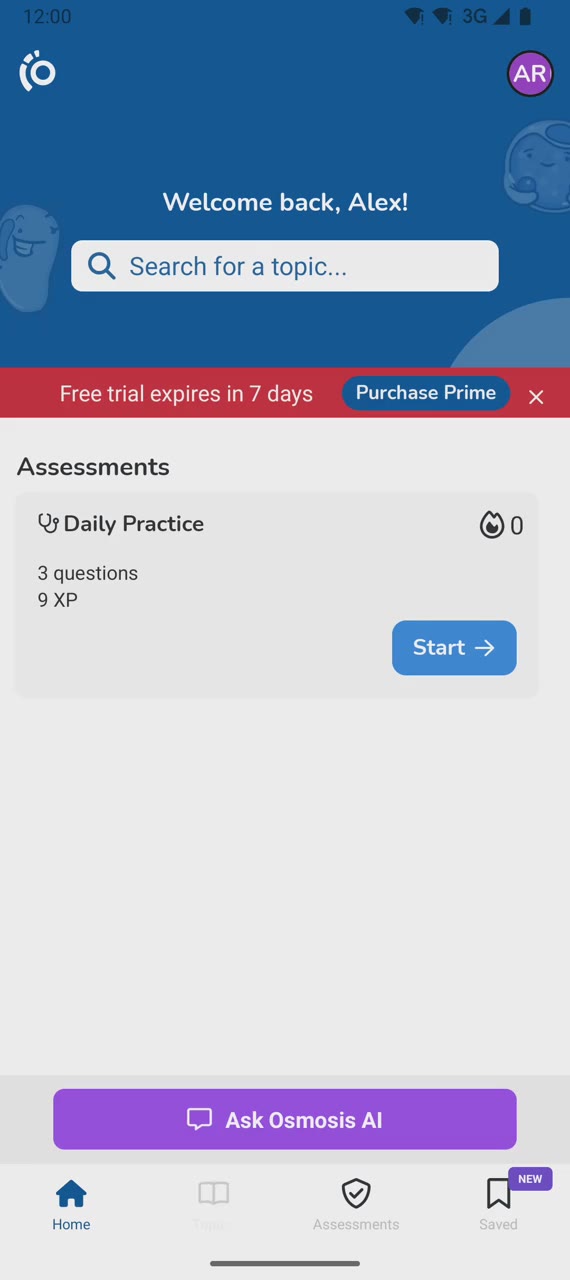 12:00
3G
AR
Welcome back, Alex!
Search for a topic...
Free trial expires in 7 days
Purchase Prime
Assessments
Daily Practice
0
3 questions
9 XP
Start
Ask Osmosis AI
NEW
Home
Assessments
Saved